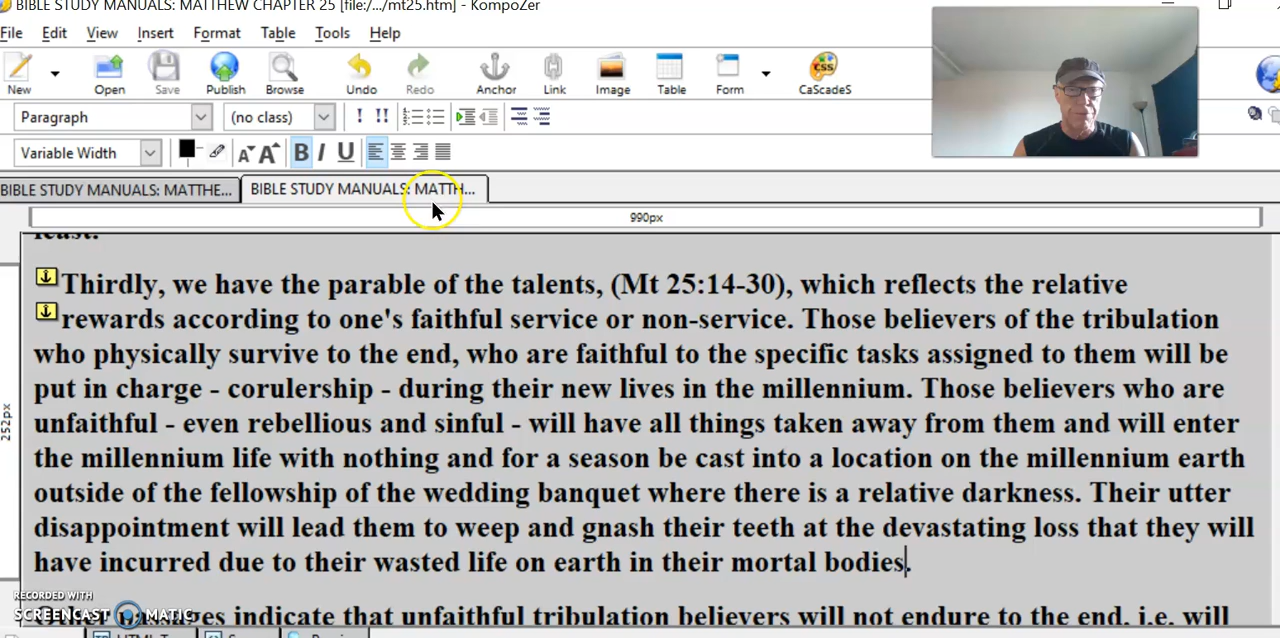 BIBLE STUDY MANUALS: MATTHEW CHAPTER 25 [file:/.../mt25.htm] - KompoZer
File Edit View Insert Format Table Tools Help
New Open Save Publish Browse Undo Redo Anchor Link Image Table Form CaScadeS
Paragraph (no class)
Variable Width
BIBLE STUDY MANUALS: MATTHE... BIBLE STUDY MANUALS: MATTH...
990px
least.
Thirdly, we have the parable of the talents, (Mt 25:14-30), which reflects the relative
rewards according to one's faithful service or non-service. Those believers of the tribulation
who physically survive to the end, who are faithful to the specific tasks assigned to them will be
put in charge - corulership - during their new lives in the millennium. Those believers who are
unfaithful - even rebellious and sinful - will have all things taken away from them and will enter
the millennium life with nothing and for a season be cast into a location on the millennium earth
outside of the fellowship of the wedding banquet where there is a relative darkness. Their utter
disappointment will lead them to weep and gnash their teeth at the devastating loss that they will
have incurred due to their wasted life on earth in their mortal bodies.
252px
RECORDED WITH
SCREENCAST MATIC
Other passages indicate that unfaithful tribulation believers will not endure to the end, i.e. will